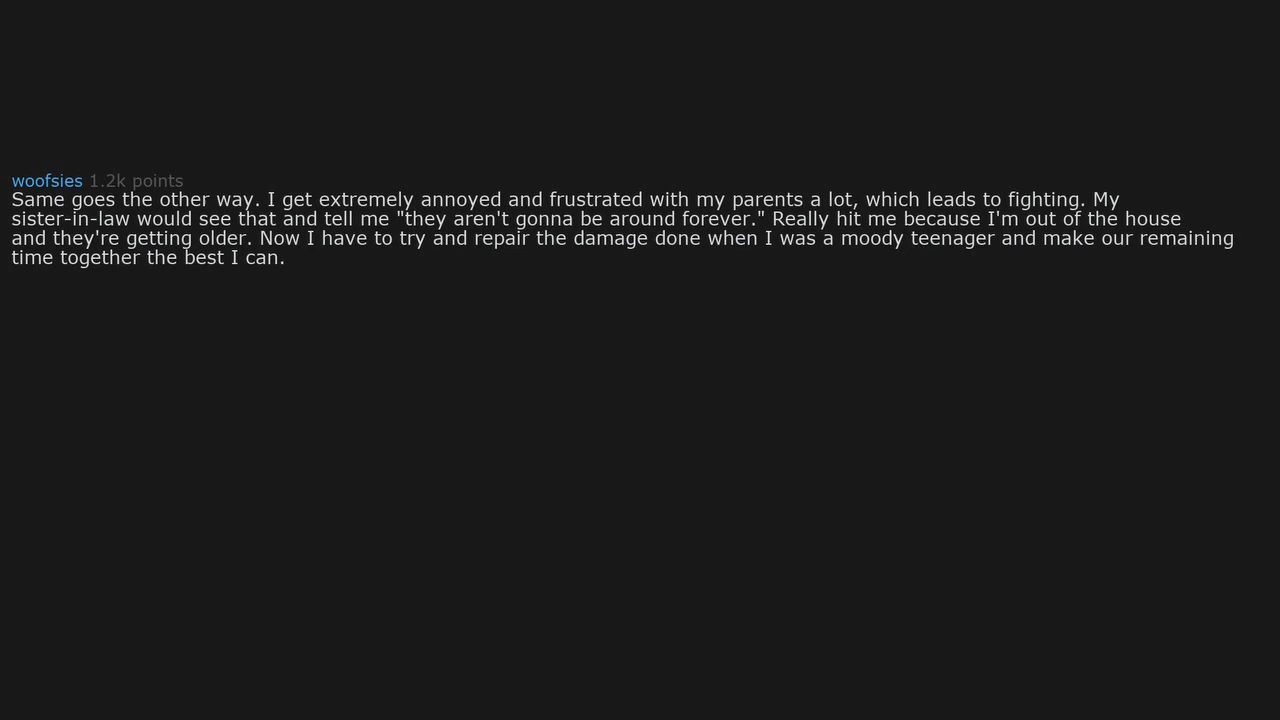 woofsies 1.2k points
Same goes the other way. I get extremely annoyed and frustrated with my parents a lot, which leads to fighting. My
sister-in-law would see that and tell me "they aren't gonna be around forever." Really hit me because I'm out of the house
and they're getting older. Now I have to try and repair the damage done when I was a moody teenager and make our remaining
time together the best I can.